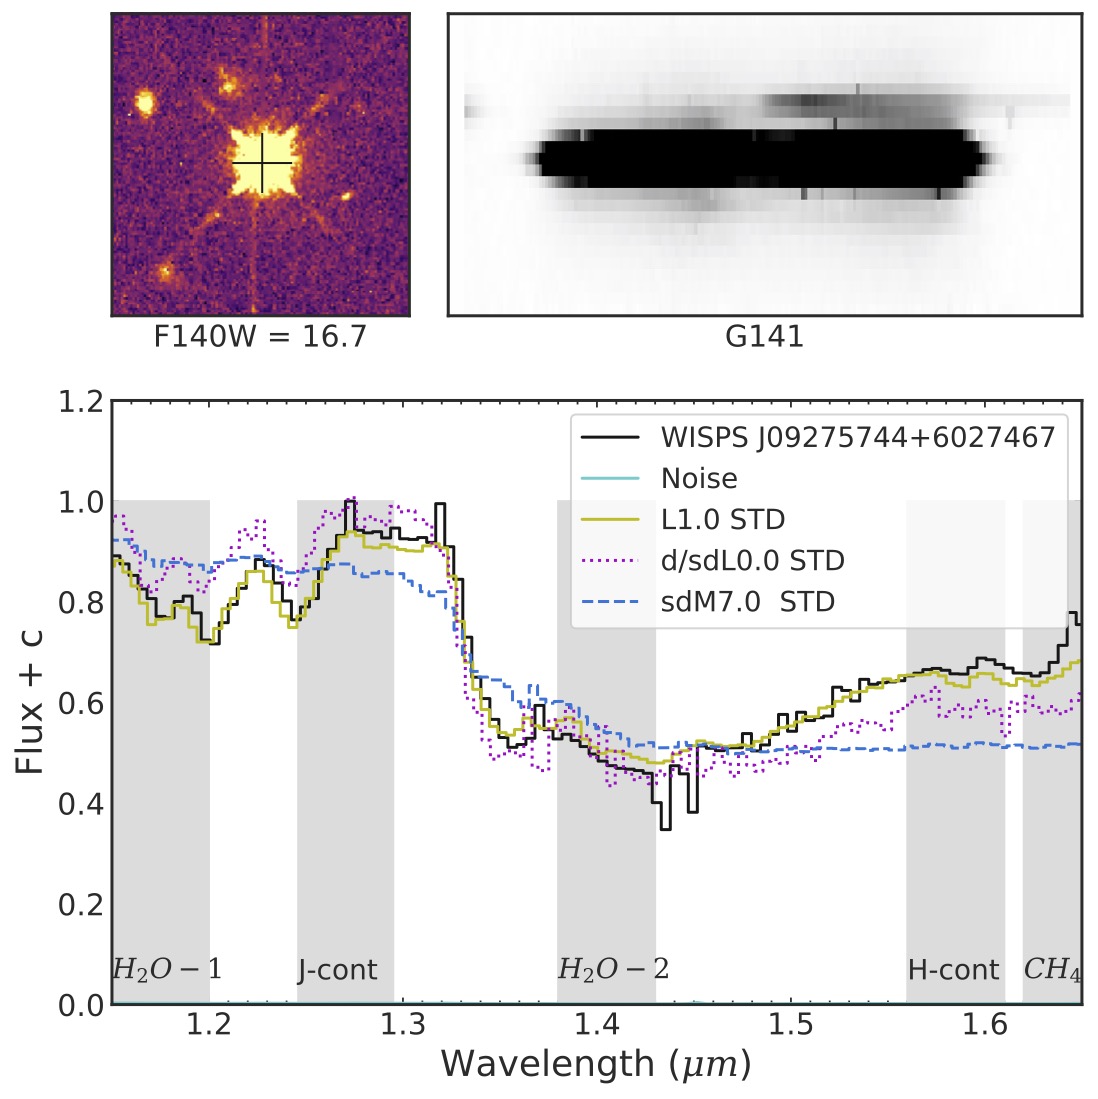 F140W = 16.7
G141
1.2
1.0
0.8
0.6
0.4
0.2
0.0
Flux + c
WISPS J09275744+6027467
Noise
L1.0 STD
d/sdL0.0 STD
sdM7.0 STD
H₂O − 1
J-cont
H₂O − 2
H-cont
CH₄
1.2
1.3
1.4
1.5
1.6
Wavelength (μm)